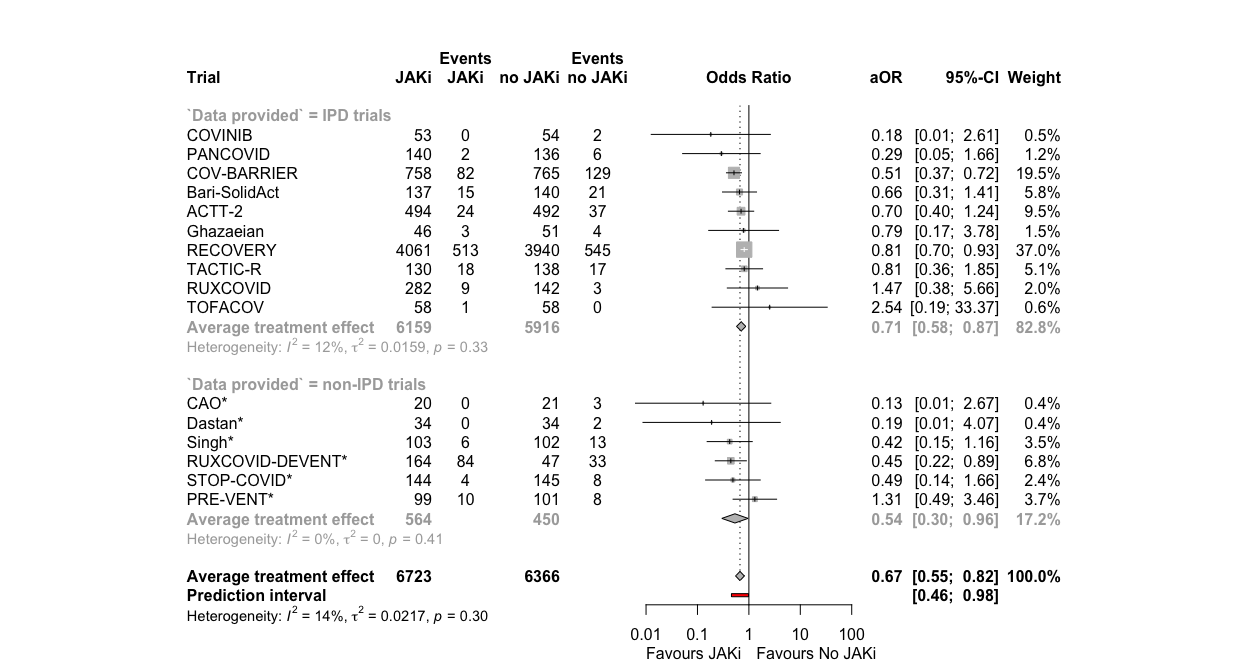 Events Events
Trial JAKi JAKi no JAKi no JAKi Odds Ratio aOR 95%-CI Weight
`Data provided` = IPD trials
COVINIB 53 0 54 2 0.18 [0.01; 2.61] 0.5%
PANCOVID 140 2 136 6 0.29 [0.05; 1.66] 1.2%
COV-BARRIER 758 82 765 129 0.51 [0.37; 0.72] 19.5%
Bari-SolidAct 137 15 140 21 0.66 [0.31; 1.41] 5.8%
ACTT-2 494 24 492 37 0.70 [0.40; 1.24] 9.5%
Ghazaeian 46 3 51 4 0.79 [0.17; 3.78] 1.5%
RECOVERY 4061 513 3940 545 0.81 [0.70; 0.93] 37.0%
TACTIC-R 130 18 138 17 0.81 [0.36; 1.85] 5.1%
RUXCOVID 282 9 142 3 1.47 [0.38; 5.66] 2.0%
TOFACOV 58 1 58 0 2.54 [0.19; 33.37] 0.6%
Average treatment effect 6159 5916 0.71 [0.58; 0.87] 82.8%
Heterogeneity: I² = 12%, τ² = 0.0159, p = 0.33
`Data provided` = non-IPD trials
CAO* 20 0 21 3 0.13 [0.01; 2.67] 0.4%
Dastan* 34 0 34 2 0.19 [0.01; 4.07] 0.4%
Singh* 103 6 102 13 0.42 [0.15; 1.16] 3.5%
RUXCOVID-DEVENT* 164 84 47 33 0.45 [0.22; 0.89] 6.8%
STOP-COVID* 144 4 145 8 0.49 [0.14; 1.66] 2.4%
PRE-VENT* 99 10 101 8 1.31 [0.49; 3.46] 3.7%
Average treatment effect 564 450 0.54 [0.30; 0.96] 17.2%
Heterogeneity: I² = 0%, τ² = 0, p = 0.41
Average treatment effect 6723 6366 0.67 [0.55; 0.82] 100.0%
Prediction interval [0.46; 0.98]
Heterogeneity: I² = 14%, τ² = 0.0217, p = 0.30
0.01 0.1 1 10 100
Favours JAKi Favours No JAKi